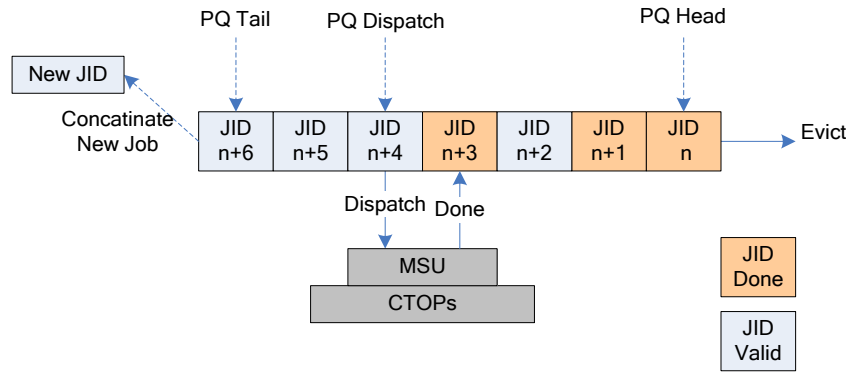 PQ Tail
PQ Dispatch
PQ Head
New JID
Concatinate
New Job
JID
n+6
JID
n+5
JID
n+4
JID
n+3
JID
n+2
JID
n+1
JID
n
Evict
Dispatch
Done
MSU
CTOPs
JID
Done
JID
Valid